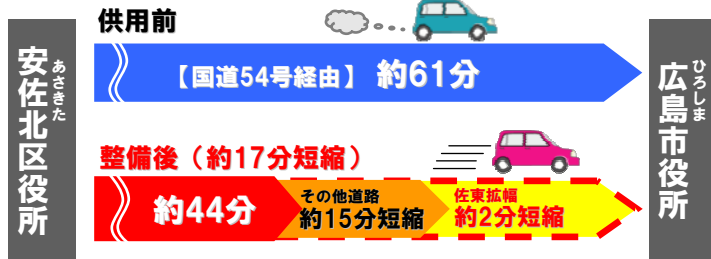 供用前
安佐北区役所
あさきた
【国道54号経由】 約61分
広島市役所
ひろしま
整備後（約17分短縮）
約44分
その他道路
約15分短縮
佐東拡幅
約2分短縮